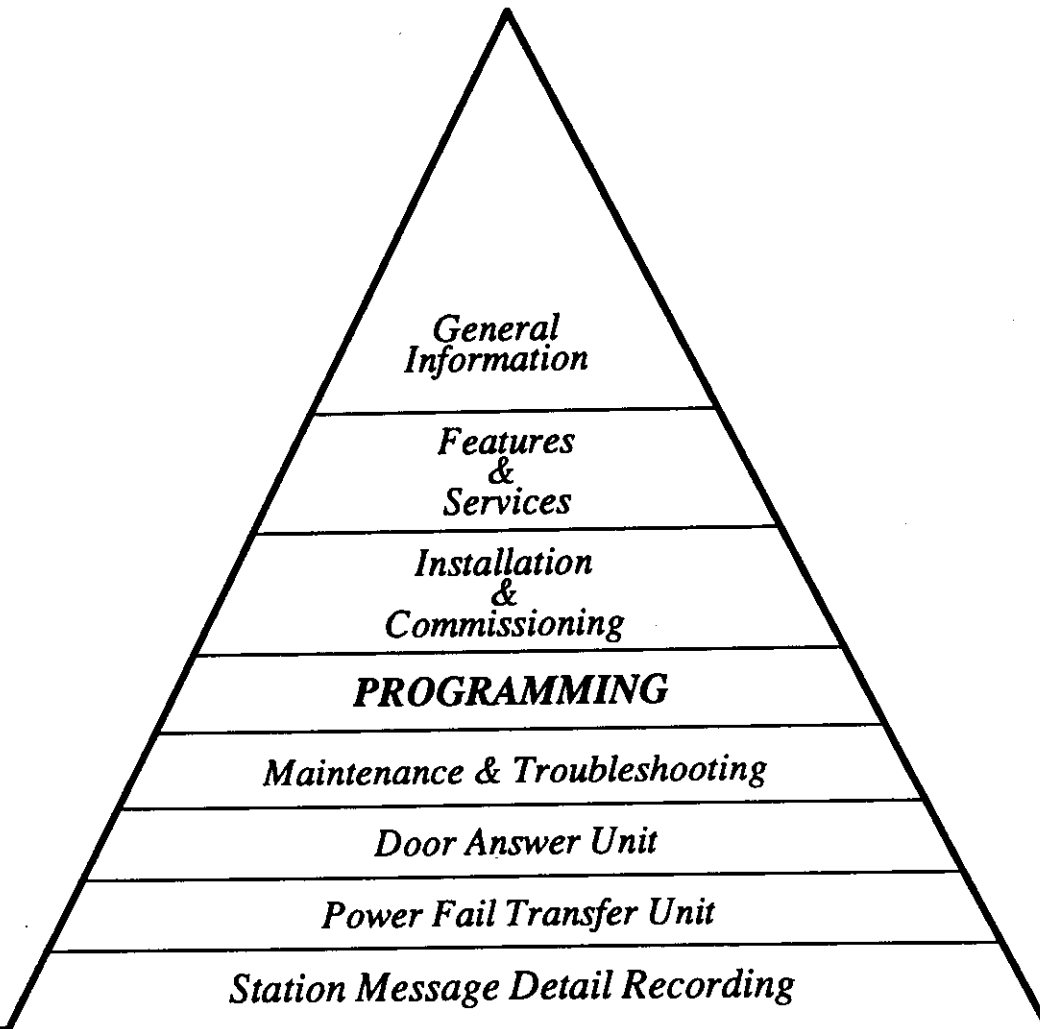 General
Information
Features
&
Services
Installation
&
Commissioning
PROGRAMMING
Maintenance & Troubleshooting
Door Answer Unit
Power Fail Transfer Unit
Station Message Detail Recording